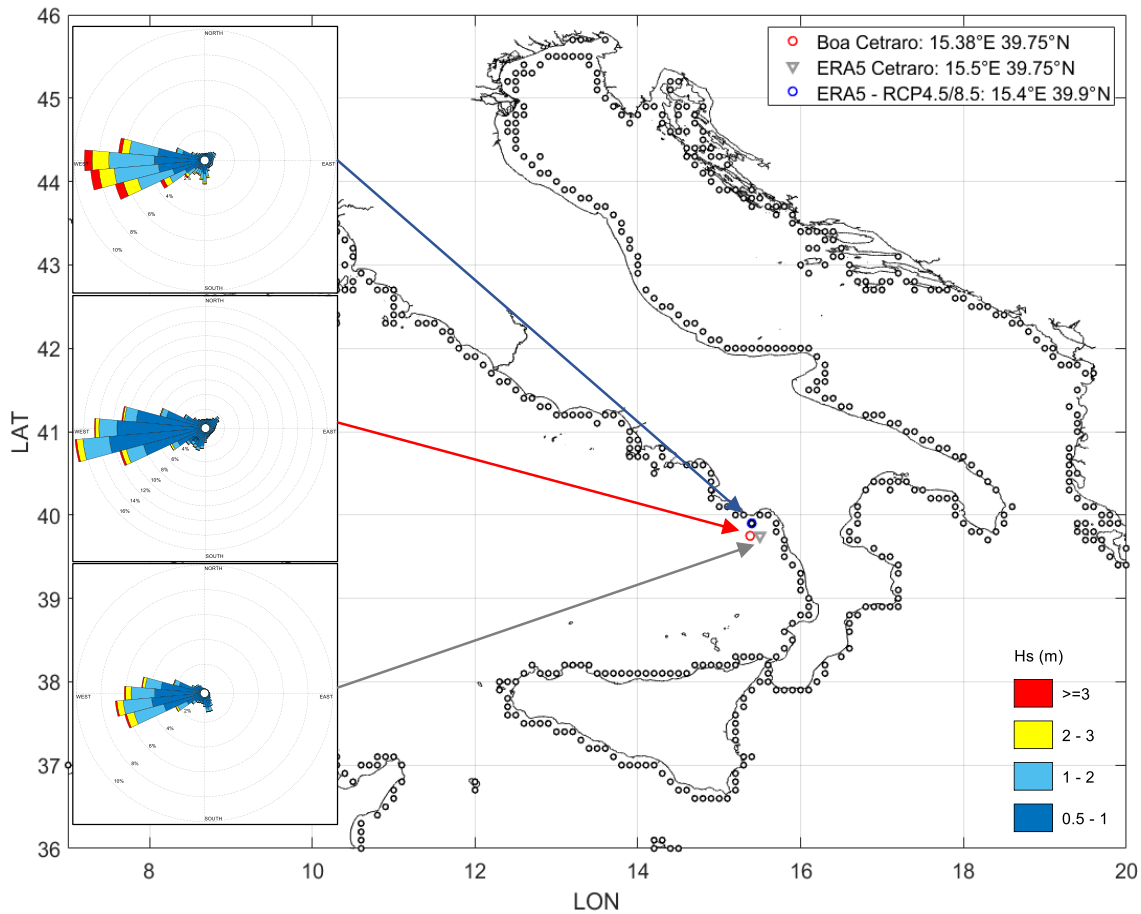 Boa Cetraro: 15.38°E 39.75°N
ERA5 Cetraro: 15.5°E 39.75°N
ERA5 - RCP4.5/8.5: 15.4°E 39.9°N
46
45
44
43
42
41
40
39
38
37
36
LAT
NORTH
WEST
EAST
2%
4%
6%
8%
10%
SOUTH
NORTH
WEST
EAST
4%
6%
8%
10%
12%
14%
16%
SOUTH
NORTH
WEST
EAST
2%
4%
6%
8%
10%
SOUTH
Hs (m)
>=3
2 - 3
1 - 2
0.5 - 1
8 10 12 14 16 18 20
LON